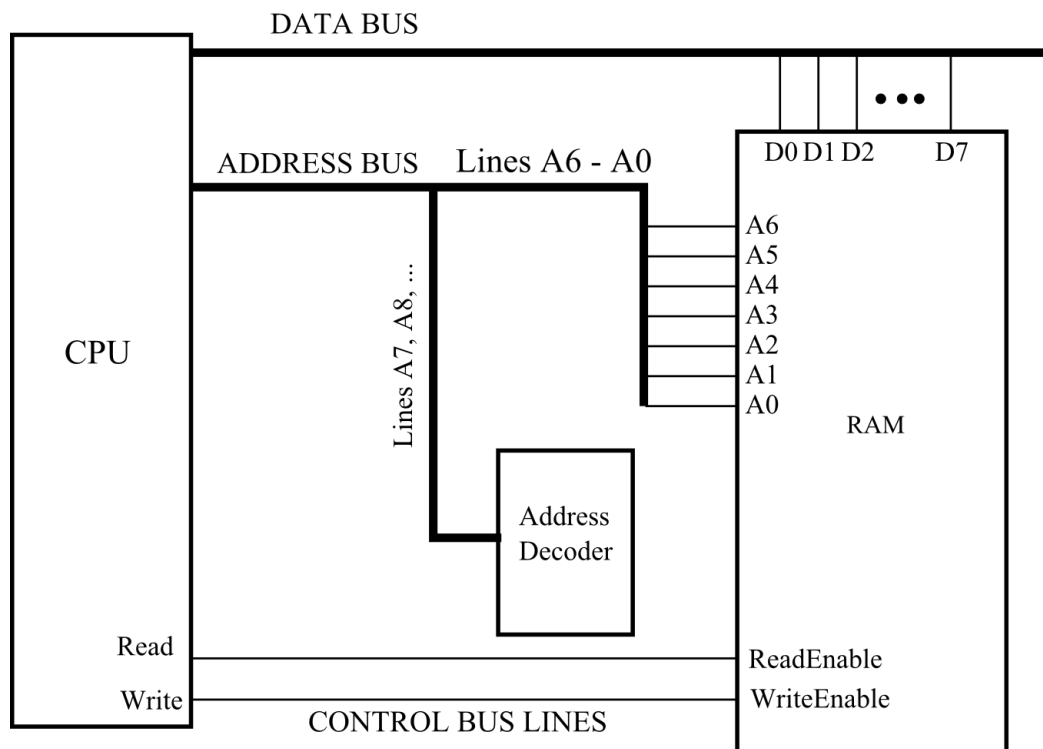 DATA BUS
D0 D1 D2 D7
ADDRESS BUS
Lines A6 - A0
A6
A5
A4
A3
A2
A1
A0
Lines A7, A8, ...
CPU
RAM
Address
Decoder
Read
ReadEnable
Write
WriteEnable
CONTROL BUS LINES